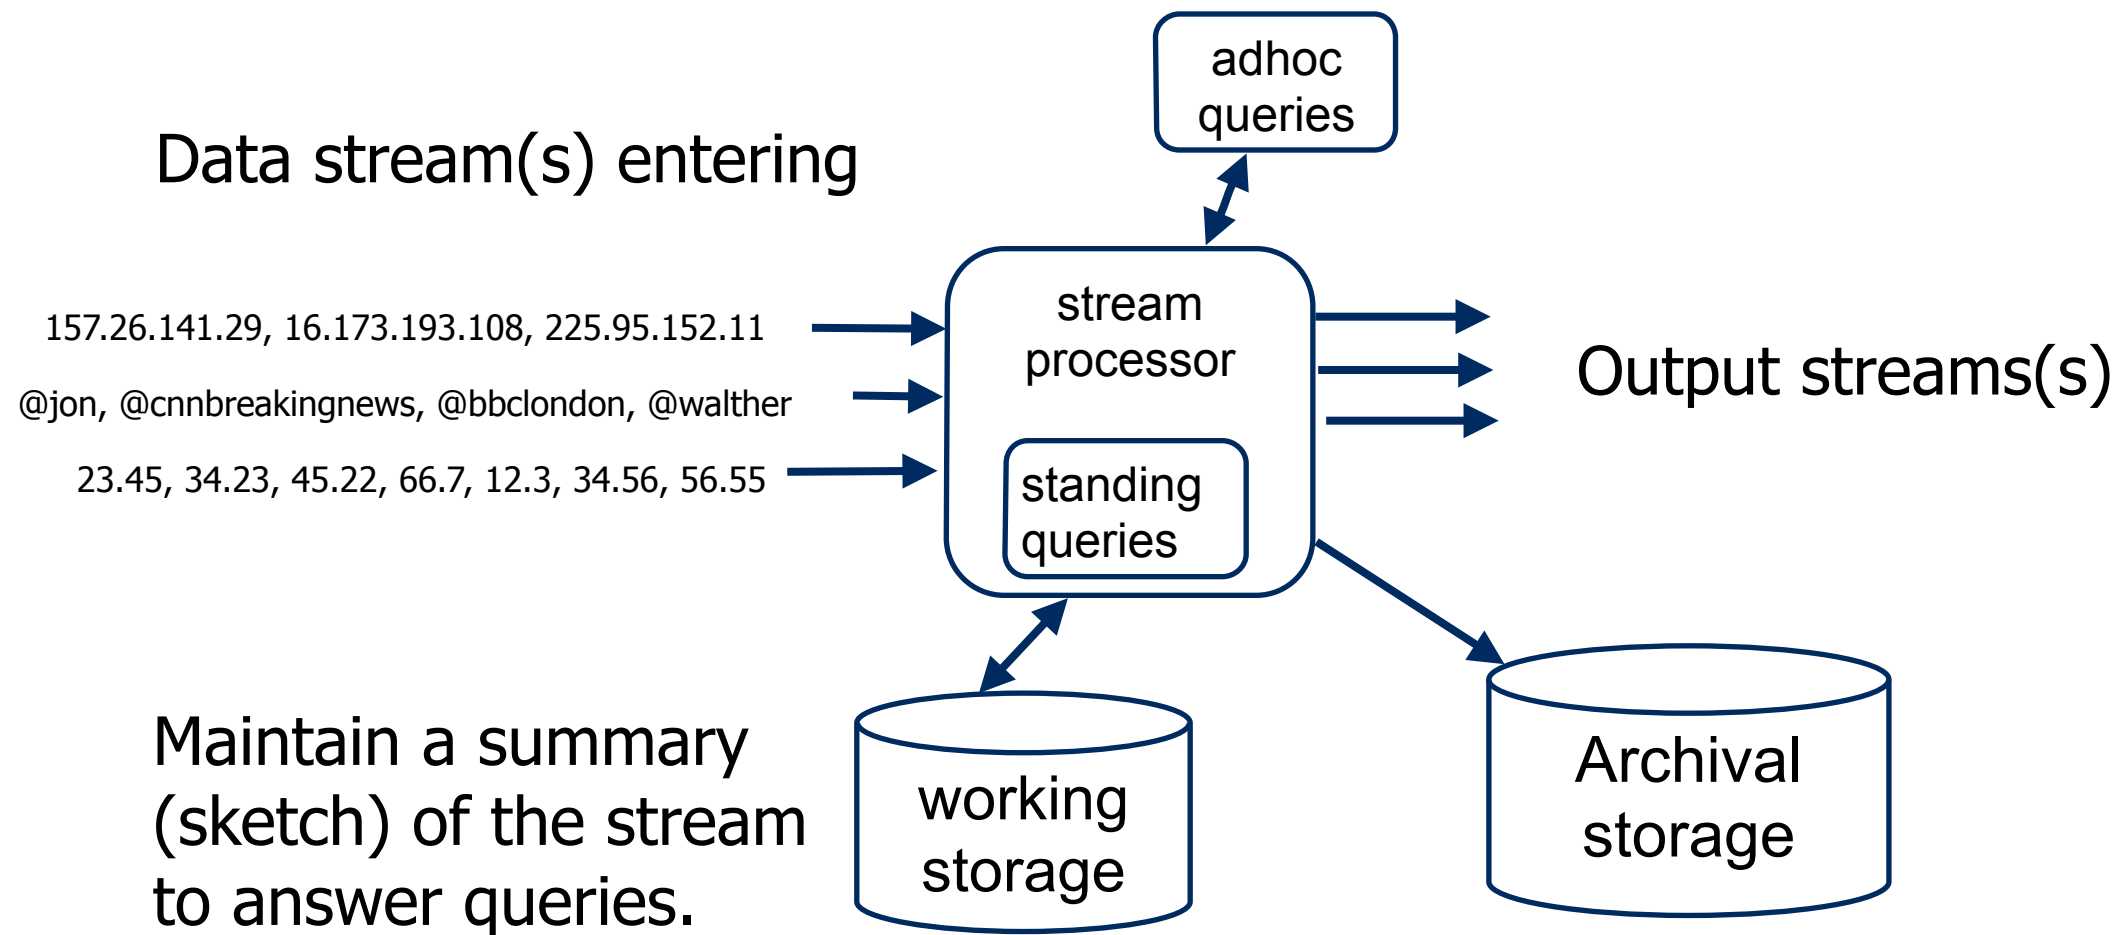 adhoc
queries
Data stream(s) entering
157.26.141.29, 16.173.193.108, 225.95.152.11
@jon, @cnnbreakingnews, @bbclondon, @walther
23.45, 34.23, 45.22, 66.7, 12.3, 34.56, 56.55
stream
processor
standing
queries
Output streams(s)
Maintain a summary
(sketch) of the stream
to answer queries.
working
storage
Archival
storage